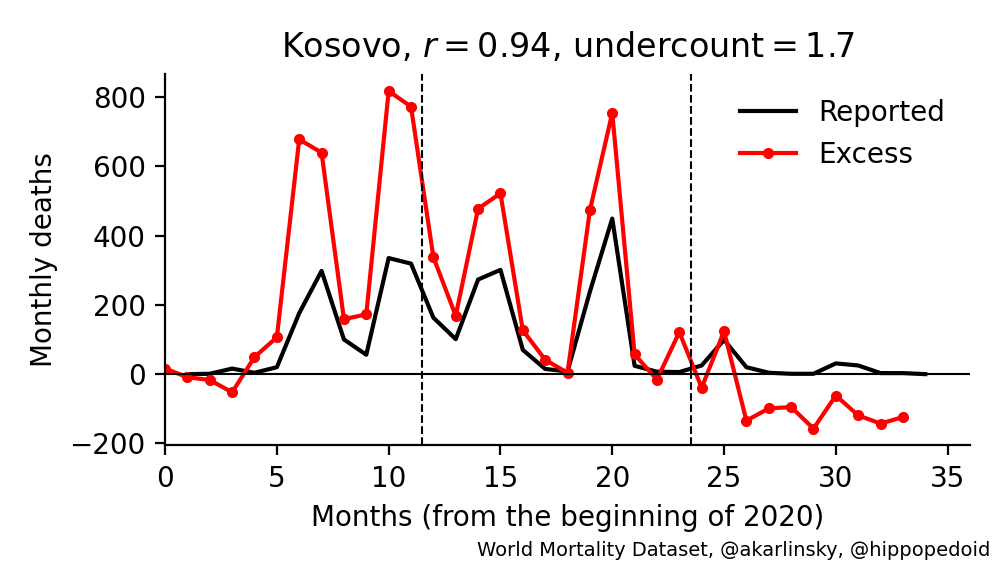 Kosovo, r = 0.94, undercount = 1.7
Monthly deaths
800
600
400
200
0
−200
Reported
Excess
0 5 10 15 20 25 30 35
Months (from the beginning of 2020)
World Mortality Dataset, @akarlinsky, @hippopedoid